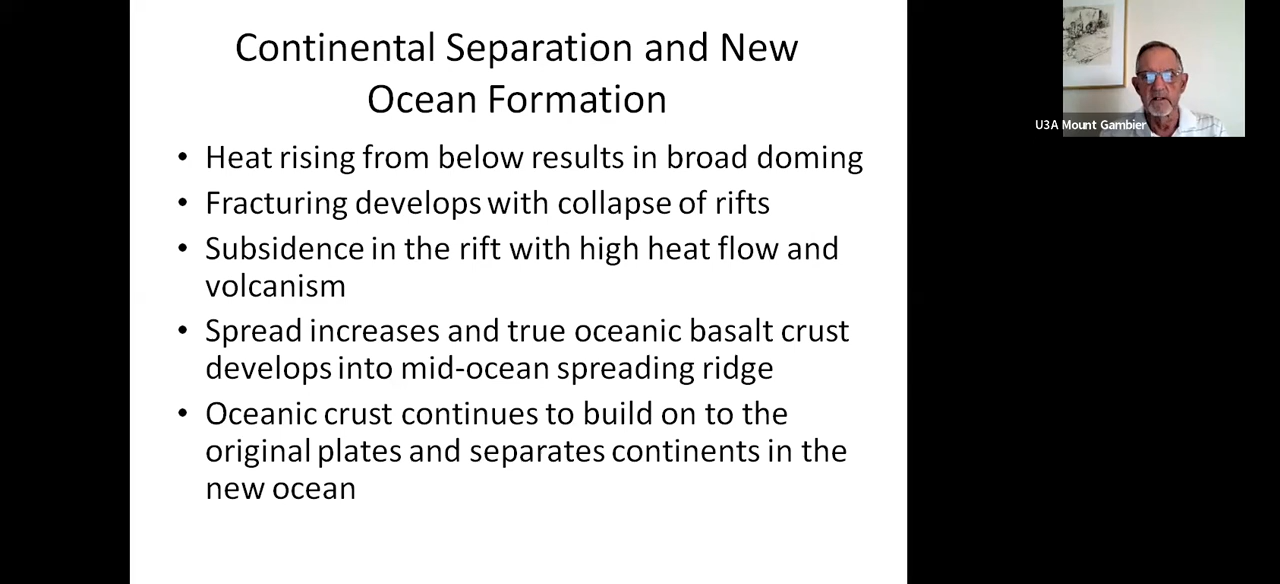 Continental Separation and New
Ocean Formation
• Heat rising from below results in broad doming
• Fracturing develops with collapse of rifts
• Subsidence in the rift with high heat flow and
volcanism
• Spread increases and true oceanic basalt crust
develops into mid-ocean spreading ridge
• Oceanic crust continues to build on to the
original plates and separates continents in the
new ocean
U3A Mount Gambier